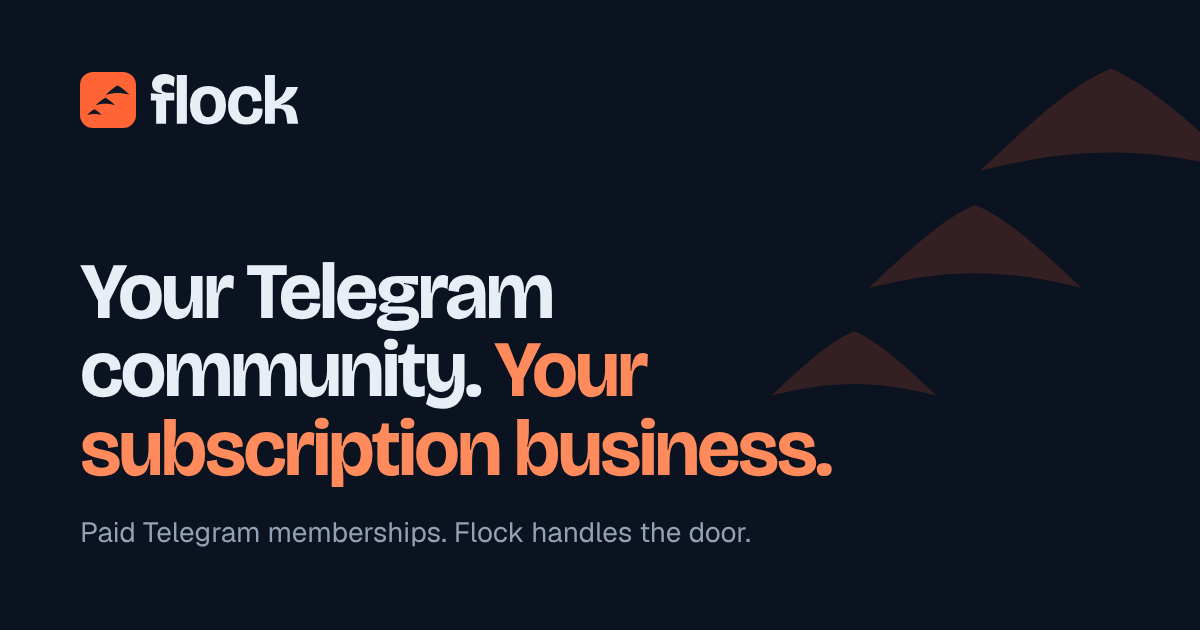 flock
Your Telegram
community. Your
subscription business.
Paid Telegram memberships. Flock handles the door.